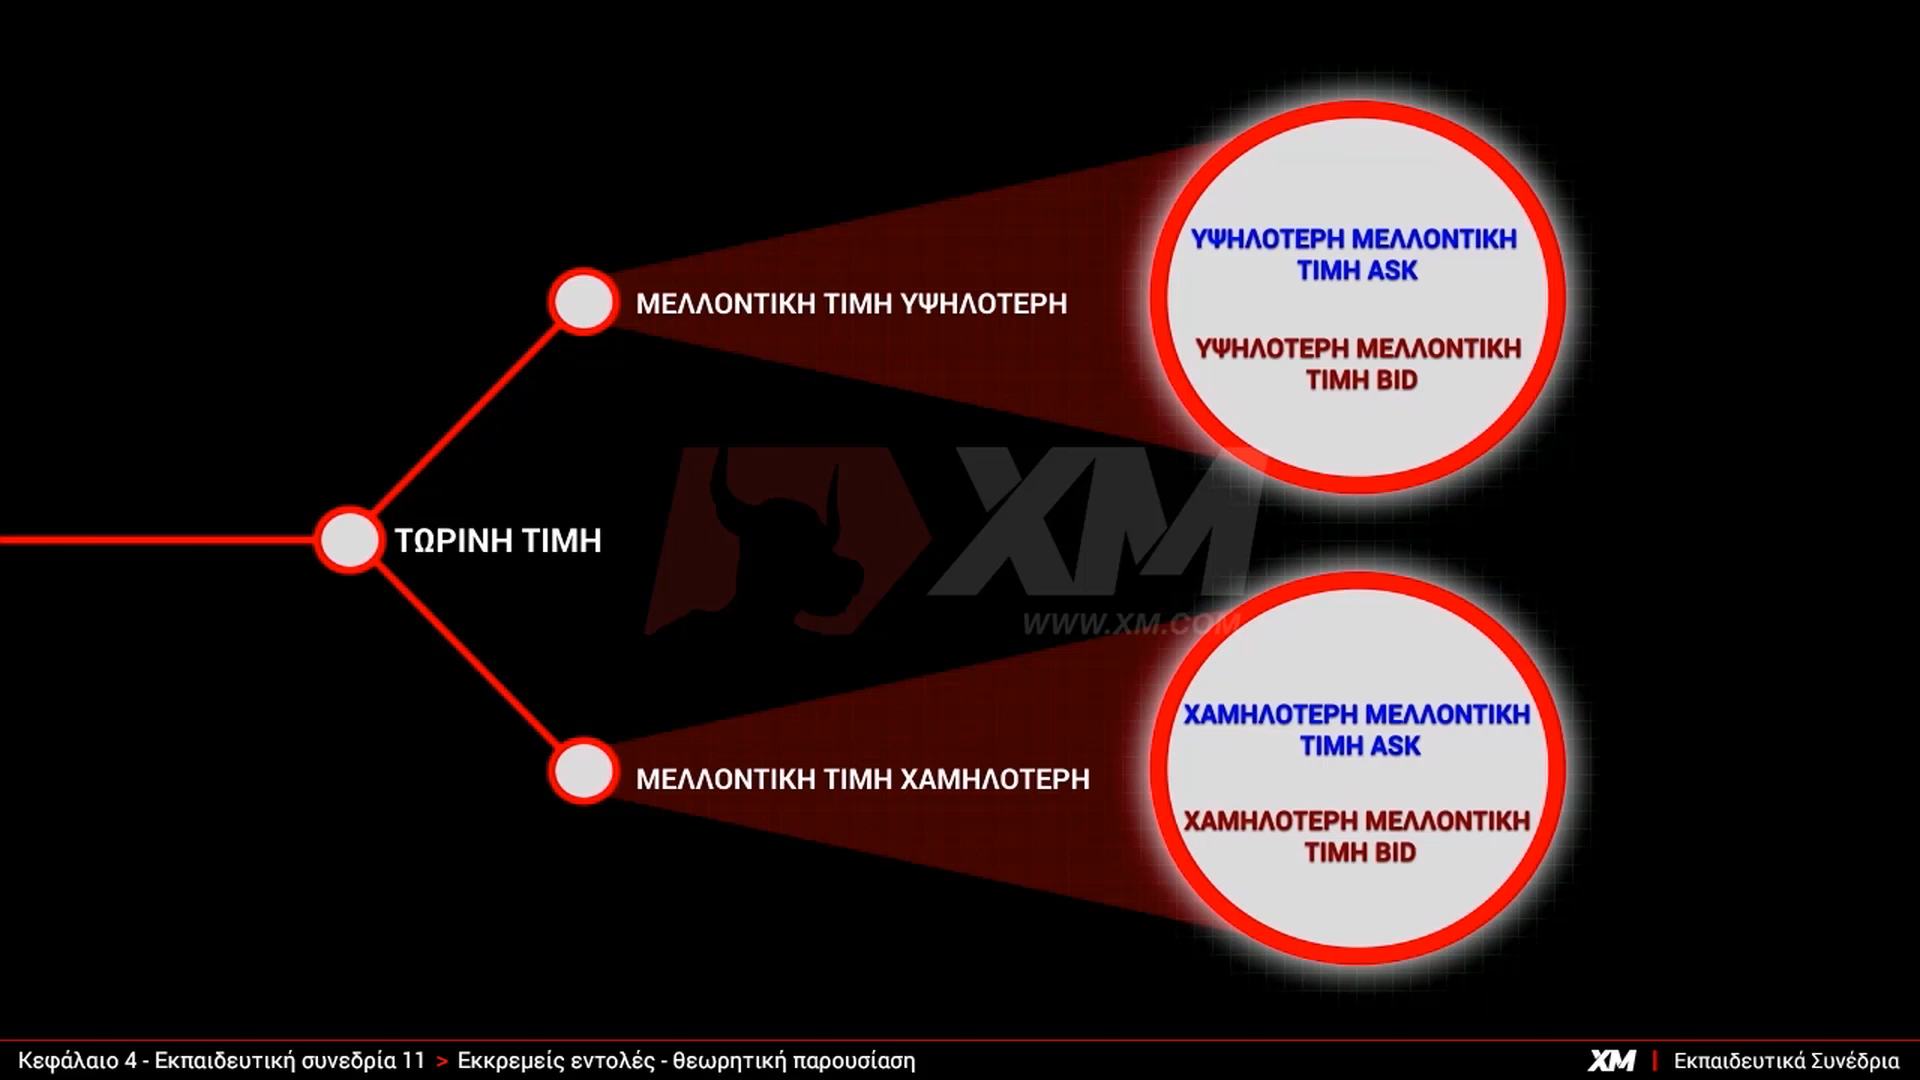 ΥΨΗΛΟΤΕΡΗ ΜΕΛΛΟΝΤΙΚΗ
ΤΙΜΗ ASK
ΥΨΗΛΟΤΕΡΗ ΜΕΛΛΟΝΤΙΚΗ
ΤΙΜΗ BID
ΜΕΛΛΟΝΤΙΚΗ ΤΙΜΗ ΥΨΗΛΟΤΕΡΗ
ΤΩΡΙΝΗ ΤΙΜΗ
XM
WWW.XM.COM
ΜΕΛΛΟΝΤΙΚΗ ΤΙΜΗ ΧΑΜΗΛΟΤΕΡΗ
ΧΑΜΗΛΟΤΕΡΗ ΜΕΛΛΟΝΤΙΚΗ
ΤΙΜΗ ASK
ΧΑΜΗΛΟΤΕΡΗ ΜΕΛΛΟΝΤΙΚΗ
ΤΙΜΗ BID
Κεφάλαιο 4 - Εκπαιδευτική συνεδρία 11 > Εκκρεμείς εντολές - θεωρητική παρουσίαση
XM | Εκπαιδευτικά Συνέδρια